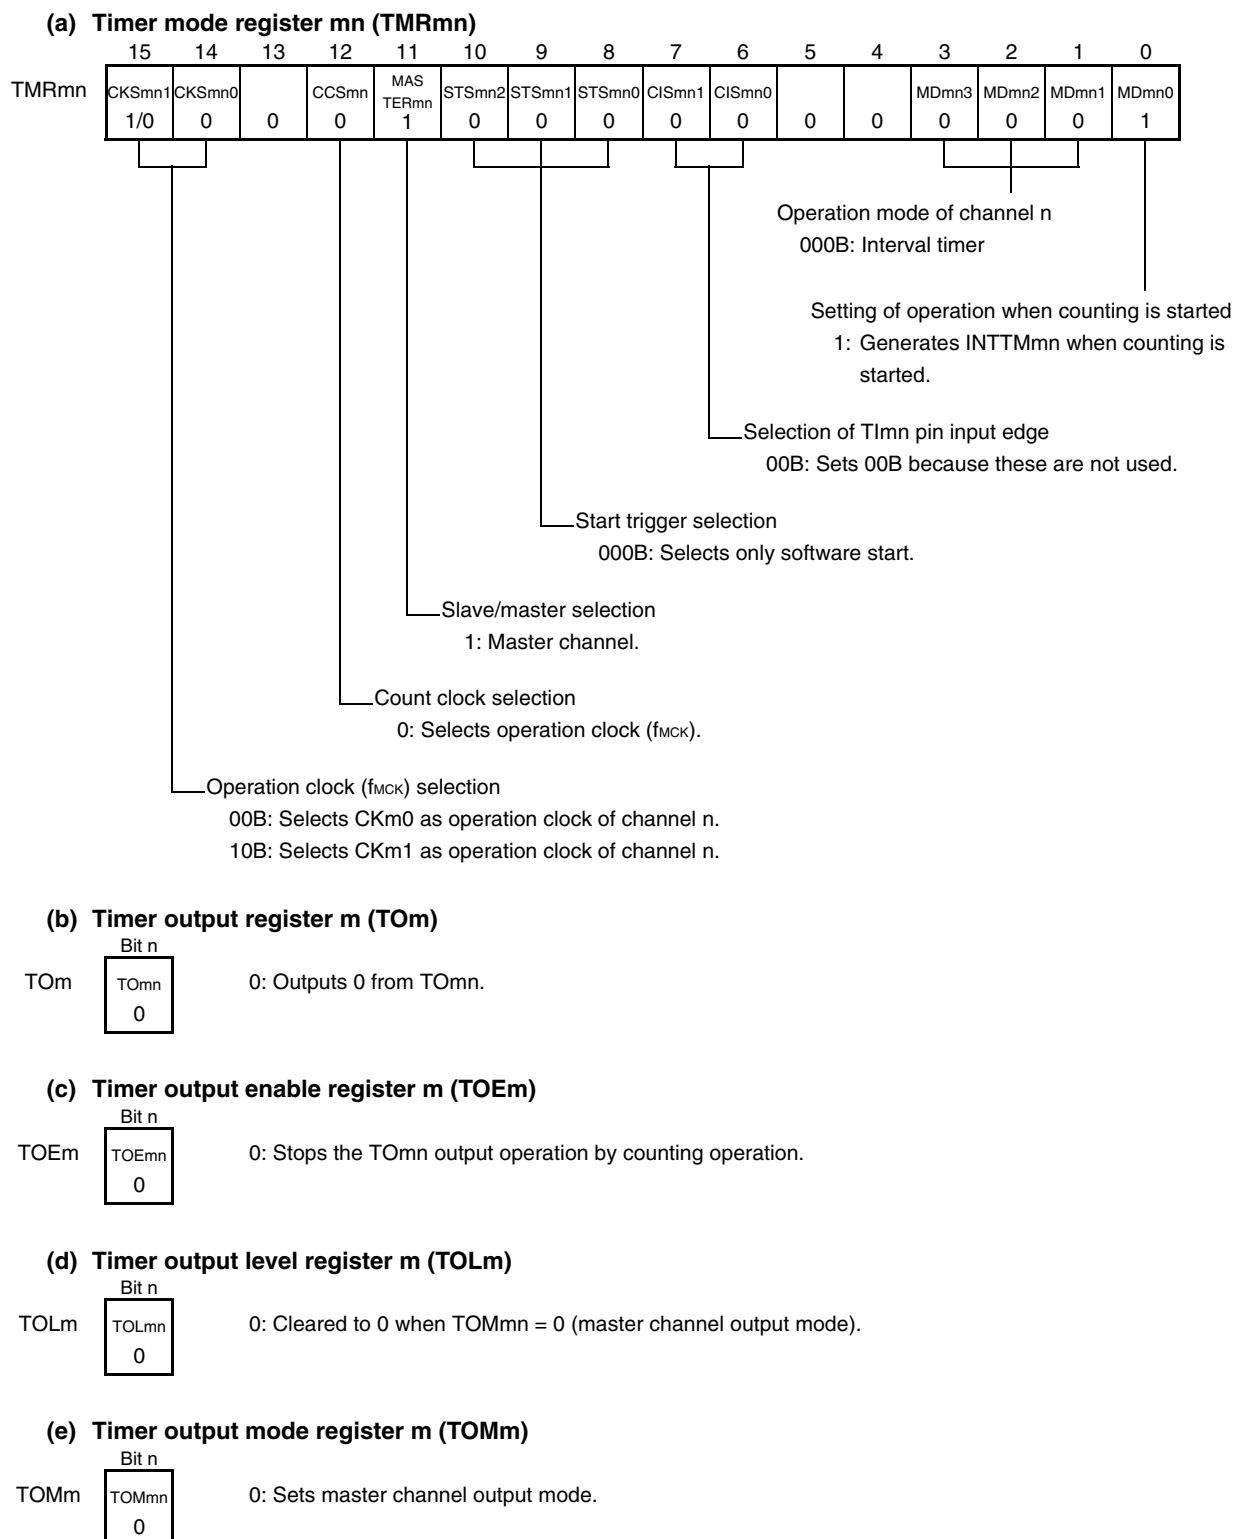 (a) Timer mode register mn (TMRmn)
15 14 13 12 11 10 9 8 7 6 5 4 3 2 1 0
TMRmn
CKSmn1 CKSmn0 CCSmn MAS TERmn STSmn2 STSmn1 STSmn0 CISmn1 CISmn0 MDmn3 MDmn2 MDmn1 MDmn0
1/0 0 0 0 1 0 0 0 0 0 0 0 0 0 0 1
Operation mode of channel n
000B: Interval timer
Setting of operation when counting is started
1: Generates INTTMmn when counting is
started.
Selection of TImn pin input edge
00B: Sets 00B because these are not used.
Start trigger selection
000B: Selects only software start.
Slave/master selection
1: Master channel.
Count clock selection
0: Selects operation clock (fMCK).
Operation clock (fMCK) selection
00B: Selects CKm0 as operation clock of channel n.
10B: Selects CKm1 as operation clock of channel n.
(b) Timer output register m (TOm)
Bit n
TOm TOmn 0: Outputs 0 from TOmn.
0
(c) Timer output enable register m (TOEm)
Bit n
TOEm TOEmn 0: Stops the TOmn output operation by counting operation.
0
(d) Timer output level register m (TOLm)
Bit n
TOLm TOLmn 0: Cleared to 0 when TOMmn = 0 (master channel output mode).
0
(e) Timer output mode register m (TOMm)
Bit n
TOMm TOMmn 0: Sets master channel output mode.
0